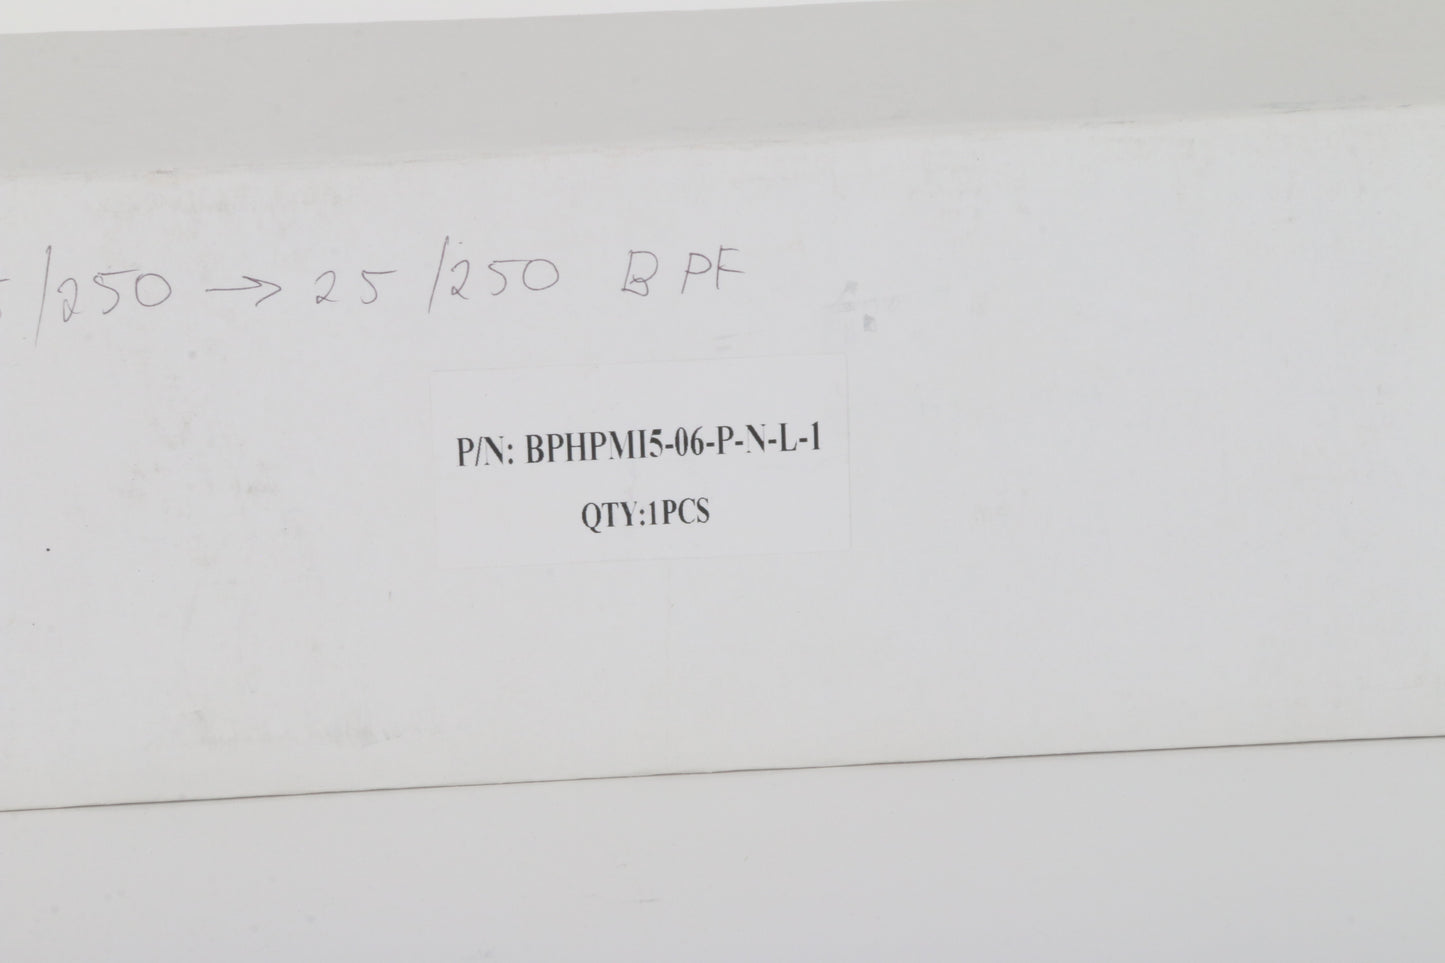 /250 → 25/250 BPF
P/N: BPHPMI5-06-P-N-L-1
QTY:1PCS